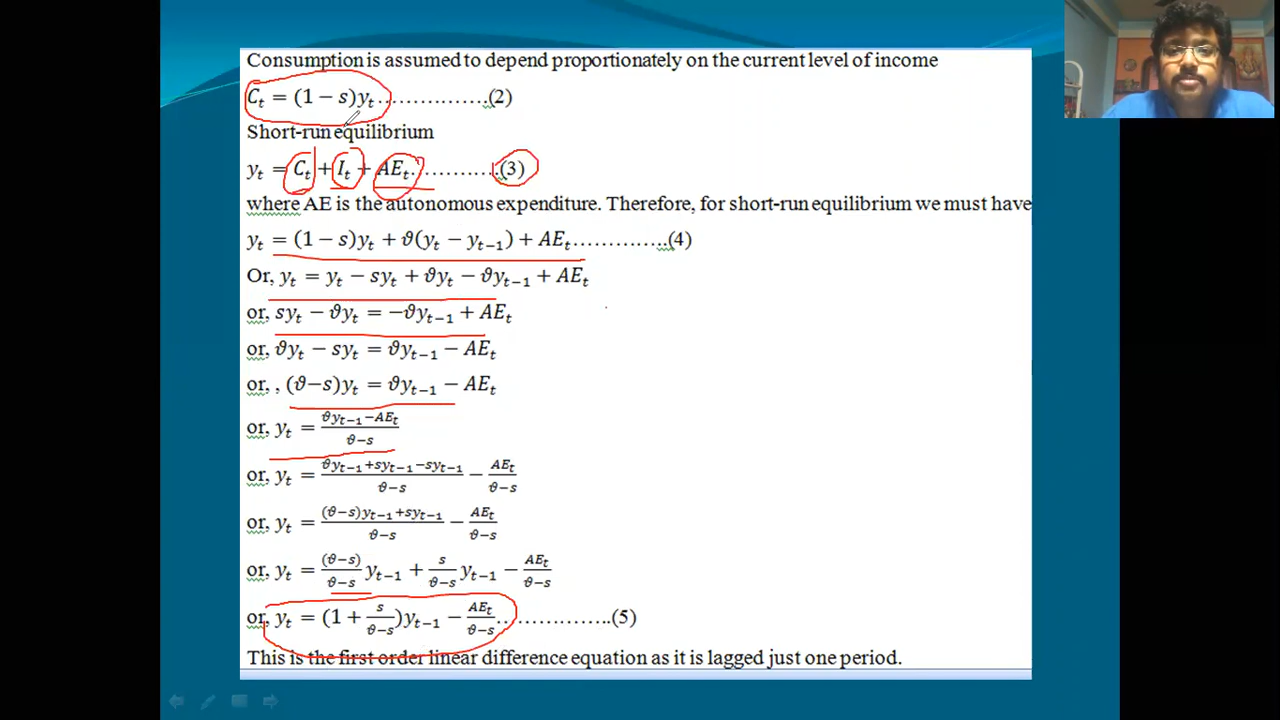 Consumption is assumed to depend proportionately on the current level of income
Cₜ = (1 − s)yₜ……………..(2)
Short-run equilibrium
yₜ = Cₜ + Iₜ + AEₜ…………..(3)
where AE is the autonomous expenditure. Therefore, for short-run equilibrium we must have
yₜ = (1 − s)yₜ + ϑ(yₜ − yₜ₋₁) + AEₜ…………..(4)
Or, yₜ = yₜ − syₜ + ϑyₜ − ϑyₜ₋₁ + AEₜ
or, syₜ − ϑyₜ = −ϑyₜ₋₁ + AEₜ
or, ϑyₜ − syₜ = ϑyₜ₋₁ − AEₜ
or, , (ϑ−s)yₜ = ϑyₜ₋₁ − AEₜ
or, yₜ = (ϑyₜ₋₁−AEₜ)/(ϑ−s)
or, yₜ = (ϑyₜ₋₁+syₜ₋₁−syₜ₋₁)/(ϑ−s) − AEₜ/(ϑ−s)
or, yₜ = ((ϑ−s)yₜ₋₁+syₜ₋₁)/(ϑ−s) − AEₜ/(ϑ−s)
or, yₜ = (ϑ−s)/(ϑ−s) yₜ₋₁ + s/(ϑ−s) yₜ₋₁ − AEₜ/(ϑ−s)
or, yₜ = (1 + s/(ϑ−s))yₜ₋₁ − AEₜ/(ϑ−s)……………..(5)
This is the first order linear difference equation as it is lagged just one period.